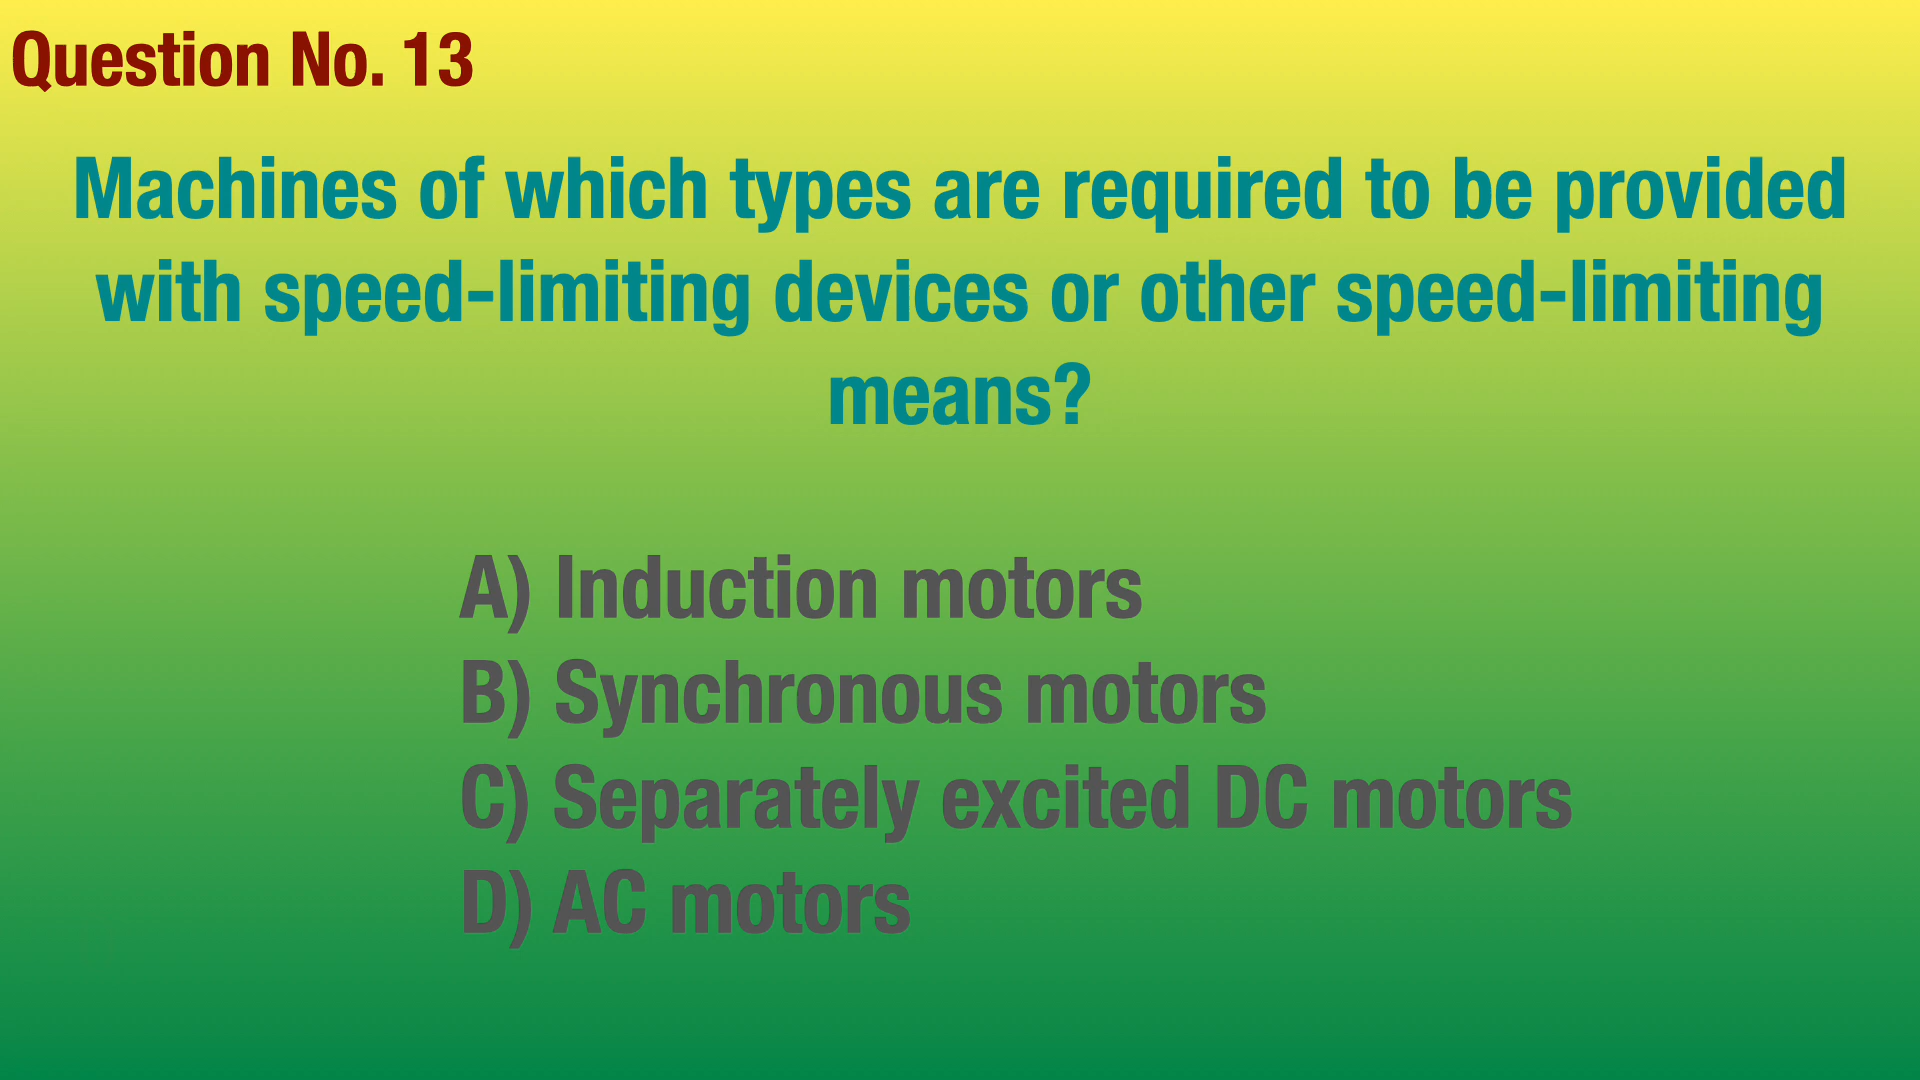 Question No. 13
Machines of which types are required to be provided
with speed-limiting devices or other speed-limiting
means?
A) Induction motors
B) Synchronous motors
C) Separately excited DC motors
D) AC motors